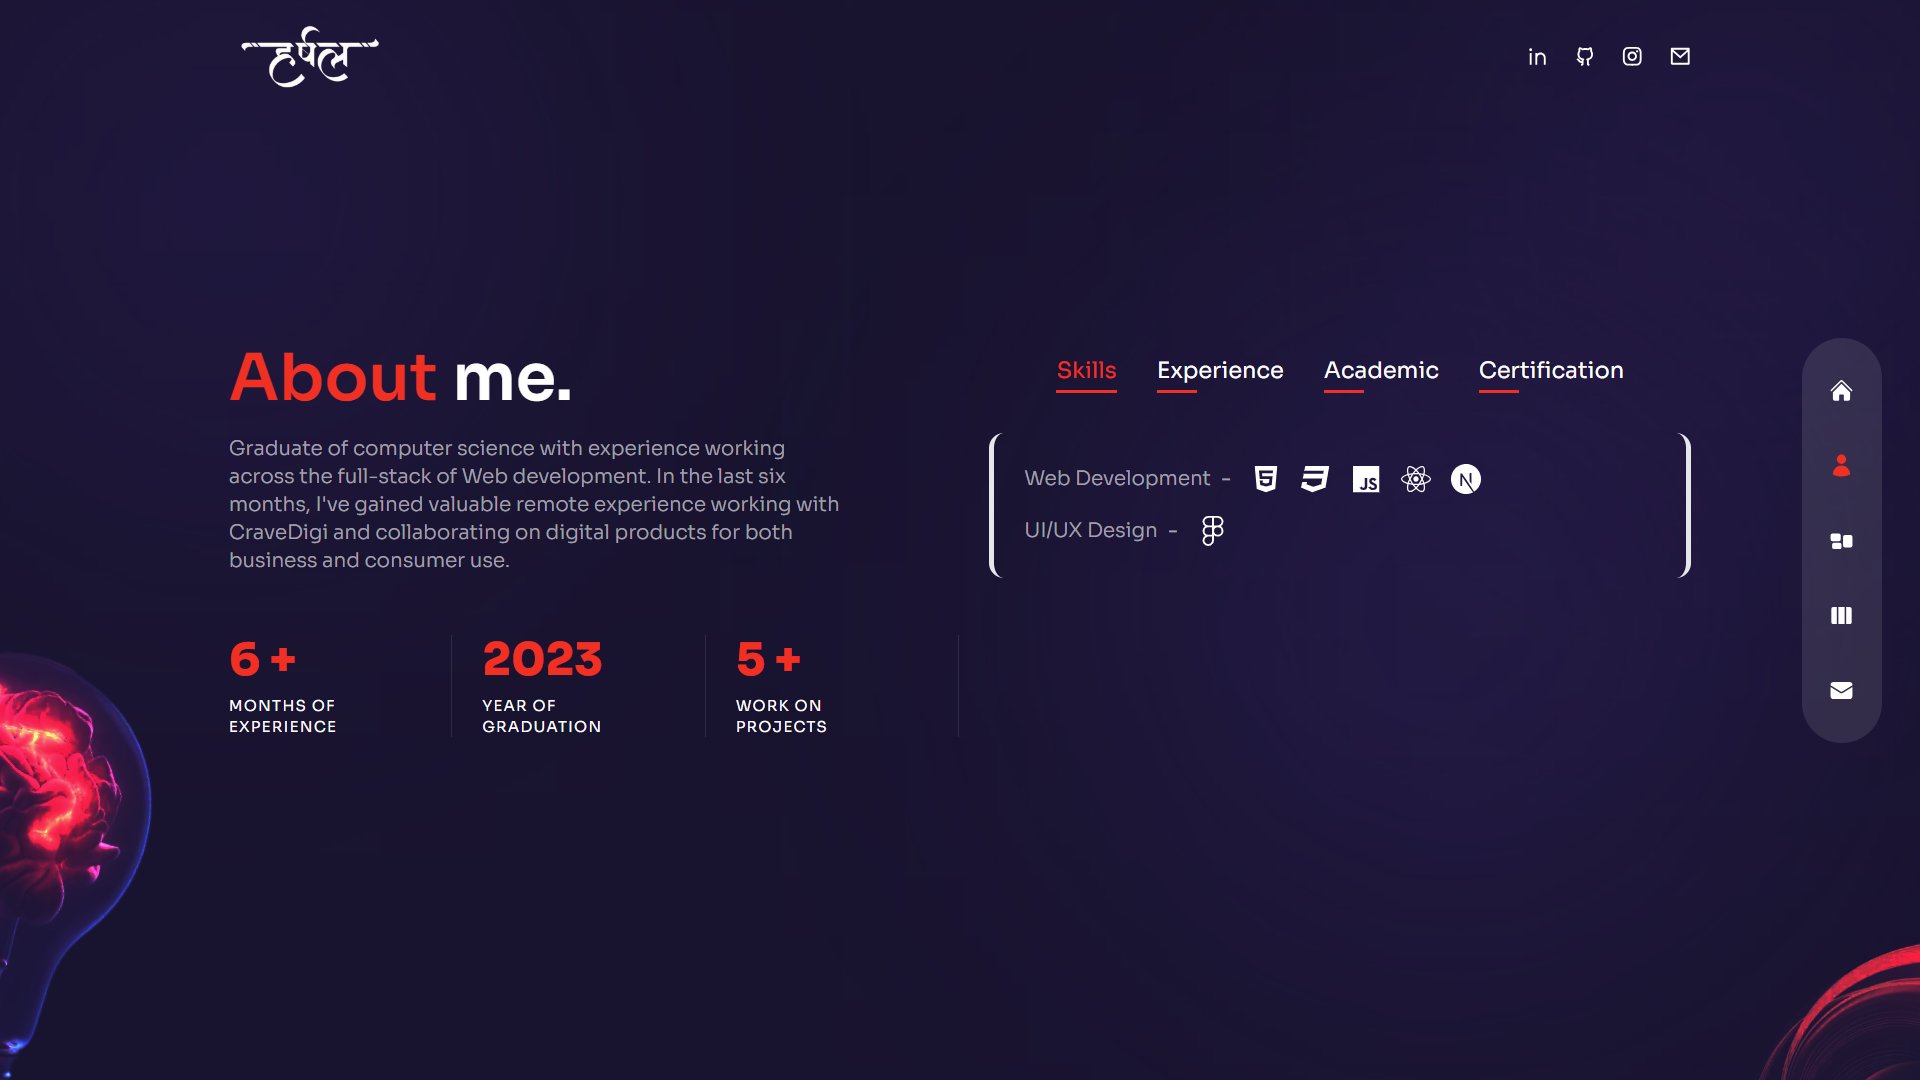 हर्षल
About me.
Graduate of computer science with experience working
across the full-stack of Web development. In the last six
months, I've gained valuable remote experience working with
CraveDigi and collaborating on digital products for both
business and consumer use.
6 +
MONTHS OF
EXPERIENCE
2023
YEAR OF
GRADUATION
5 +
WORK ON
PROJECTS
Skills Experience Academic Certification
Web Development - 5 JS N
UI/UX Design -